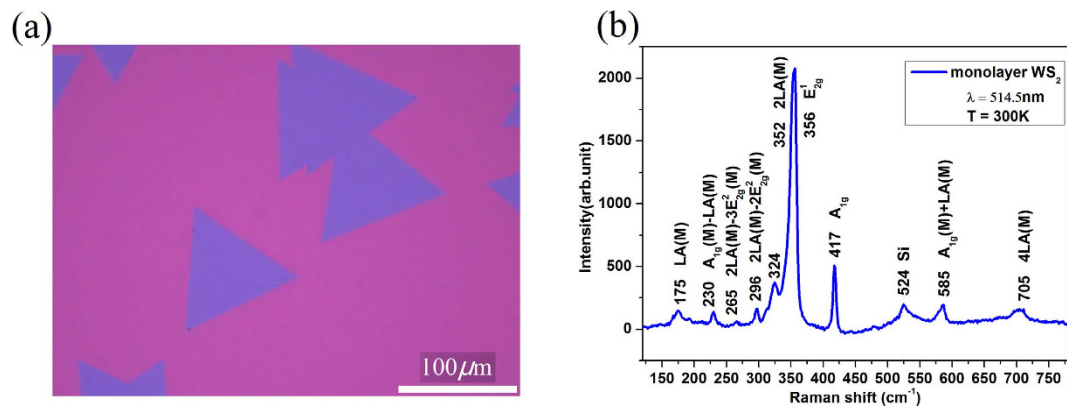 (a)
100μm
(b)
Intensity(arb.unit)
2000
1500
1000
500
0
175 LA(M)
230 A₁g(M)-LA(M)
265 2LA(M)-3E²₂g(M)
296 2LA(M)-2E²₂g(M)
324
352 2LA(M)
356 E¹₂g
417 A₁g
524 Si
585 A₁g(M)+LA(M)
705 4LA(M)
monolayer WS₂
λ = 514.5nm
T = 300K
150 200 250 300 350 400 450 500 550 600 650 700 750
Raman shift (cm⁻¹)